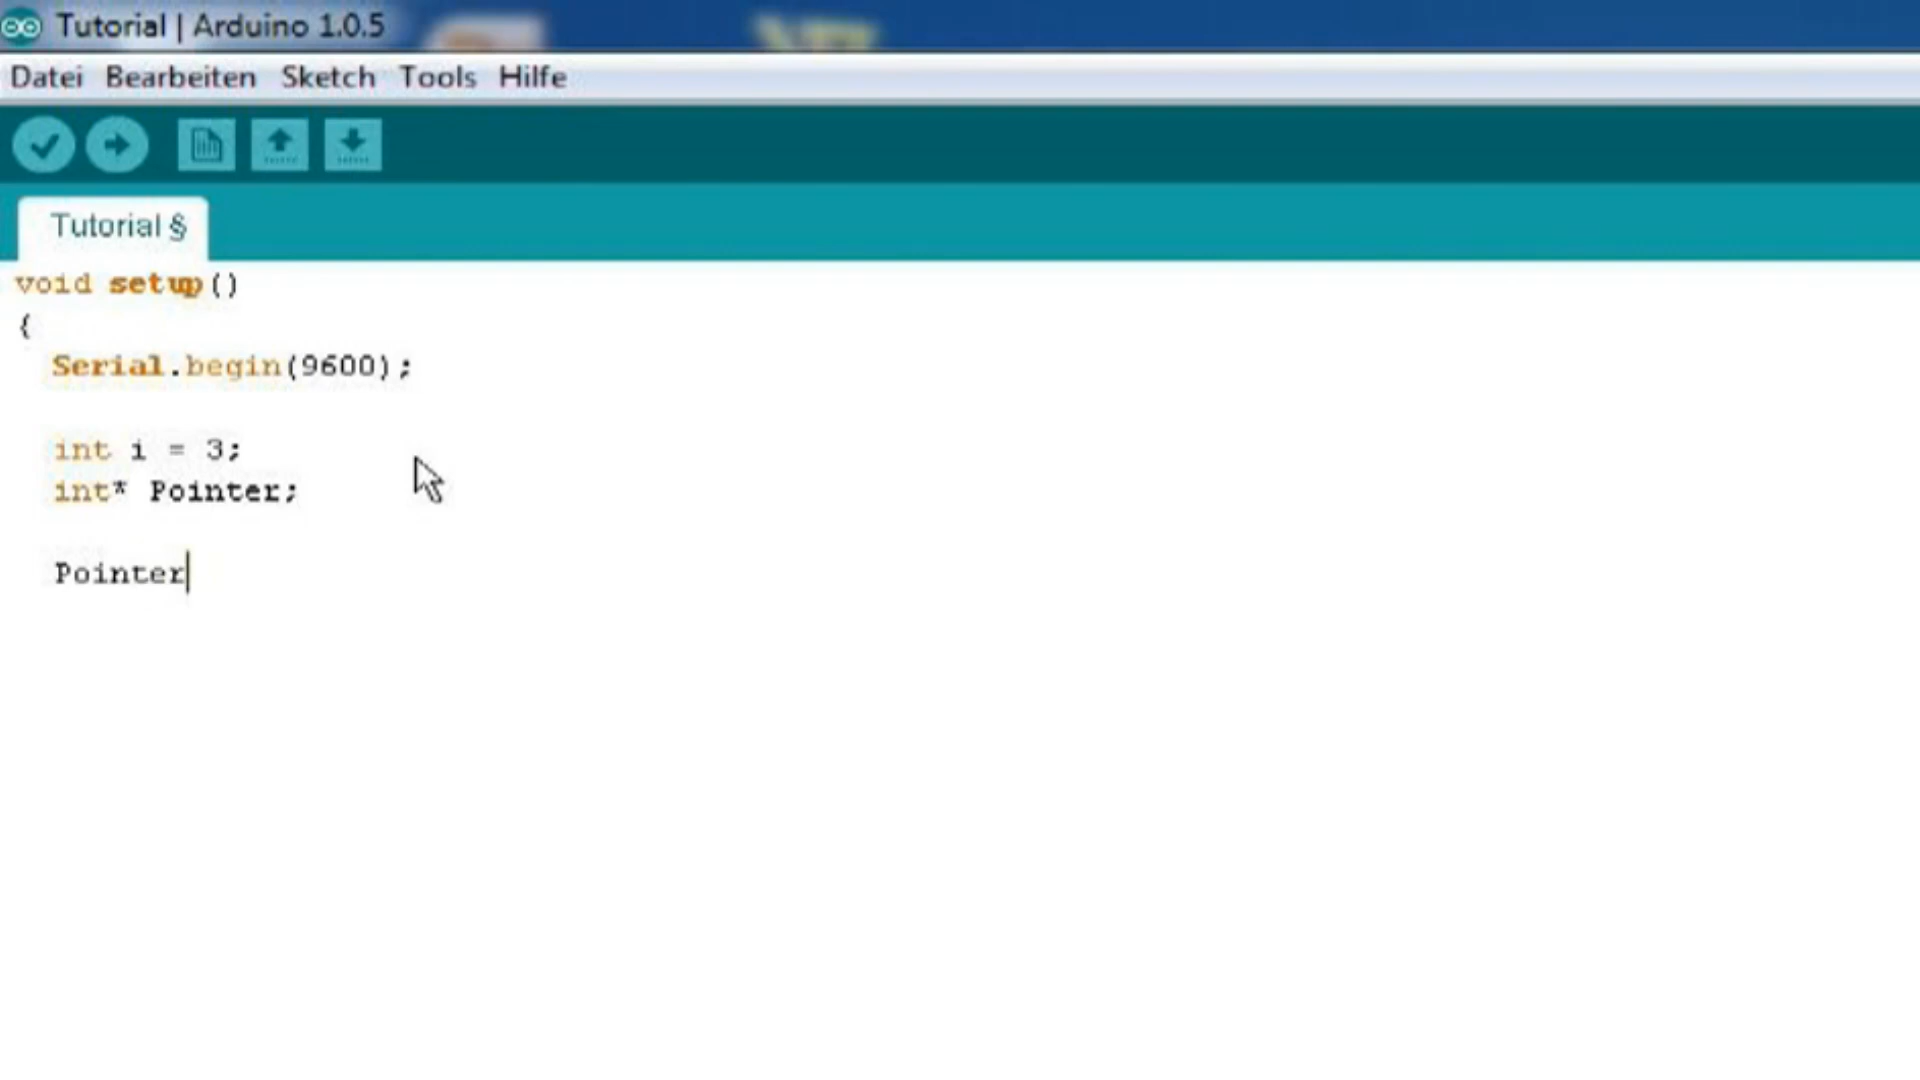 Tutorial | Arduino 1.0.5
Datei Bearbeiten Sketch Tools Hilfe
Tutorial §
void setup()
{
Serial.begin(9600);
int i = 3;
int* Pointer;
Pointer